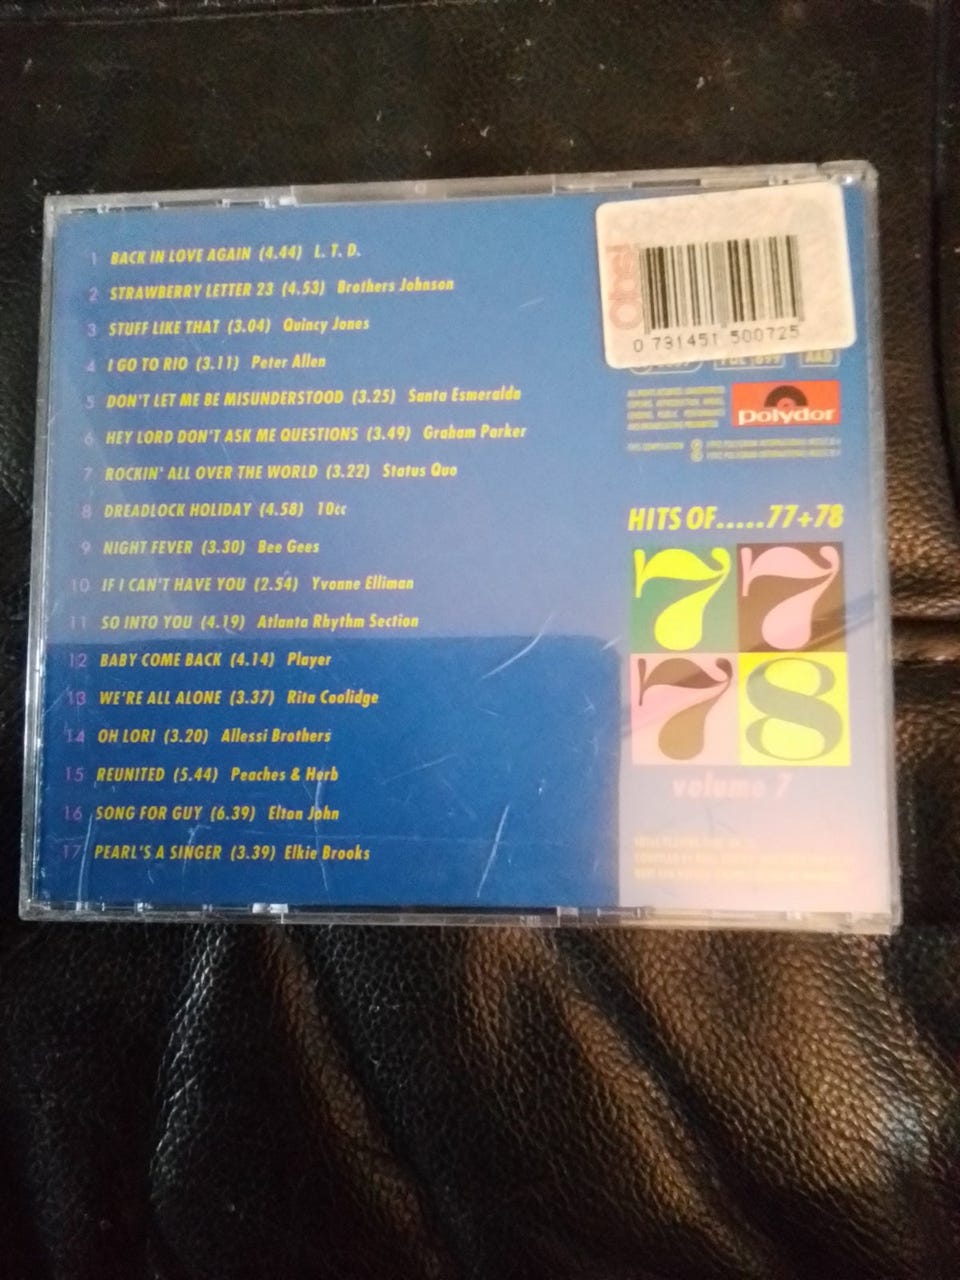 1 BACK IN LOVE AGAIN (4.44) L. T. D.
2 STRAWBERRY LETTER 23 (4.53) Brothers Johnson
3 STUFF LIKE THAT (3.04) Quincy Jones
4 I GO TO RIO (3.11) Peter Allen
5 DON'T LET ME BE MISUNDERSTOOD (3.25) Santa Esmeralda
6 HEY LORD DON'T ASK ME QUESTIONS (3.49) Graham Parker
7 ROCKIN' ALL OVER THE WORLD (3.22) Status Quo
8 DREADLOCK HOLIDAY (4.58) 10cc
9 NIGHT FEVER (3.30) Bee Gees
10 IF I CAN'T HAVE YOU (2.54) Yvonne Elliman
11 SO INTO YOU (4.19) Atlanta Rhythm Section
12 BABY COME BACK (4.14) Player
13 WE'RE ALL ALONE (3.37) Rita Coolidge
14 OH LORI (3.20) Allessi Brothers
15 REUNITED (5.44) Peaches & Herb
16 SONG FOR GUY (6.39) Elton John
17 PEARL'S A SINGER (3.39) Elkie Brooks
0 731451 500725
AAD
polydor
HITS OF.....77+78
77
78
volume 7